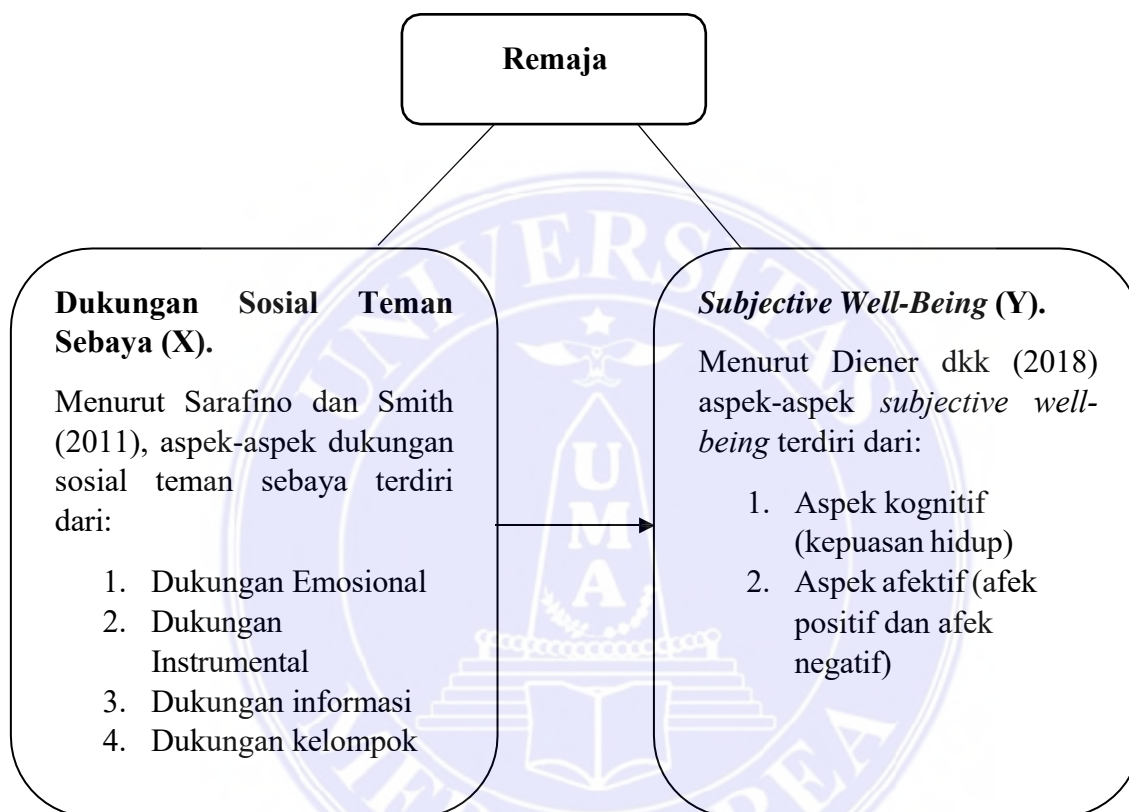 Remaja
Dukungan Sosial Teman
Sebaya (X).
Menurut Sarafino dan Smith
(2011), aspek-aspek dukungan
sosial teman sebaya terdiri
dari:
1. Dukungan Emosional
2. Dukungan
Instrumental
3. Dukungan informasi
4. Dukungan kelompok
Subjective Well-Being (Y).
Menurut Diener dkk (2018)
aspek-aspek subjective well-
being terdiri dari:
1. Aspek kognitif
(kepuasan hidup)
2. Aspek afektif (afek
positif dan afek
negatif)
UNIVERSITAS
UMA